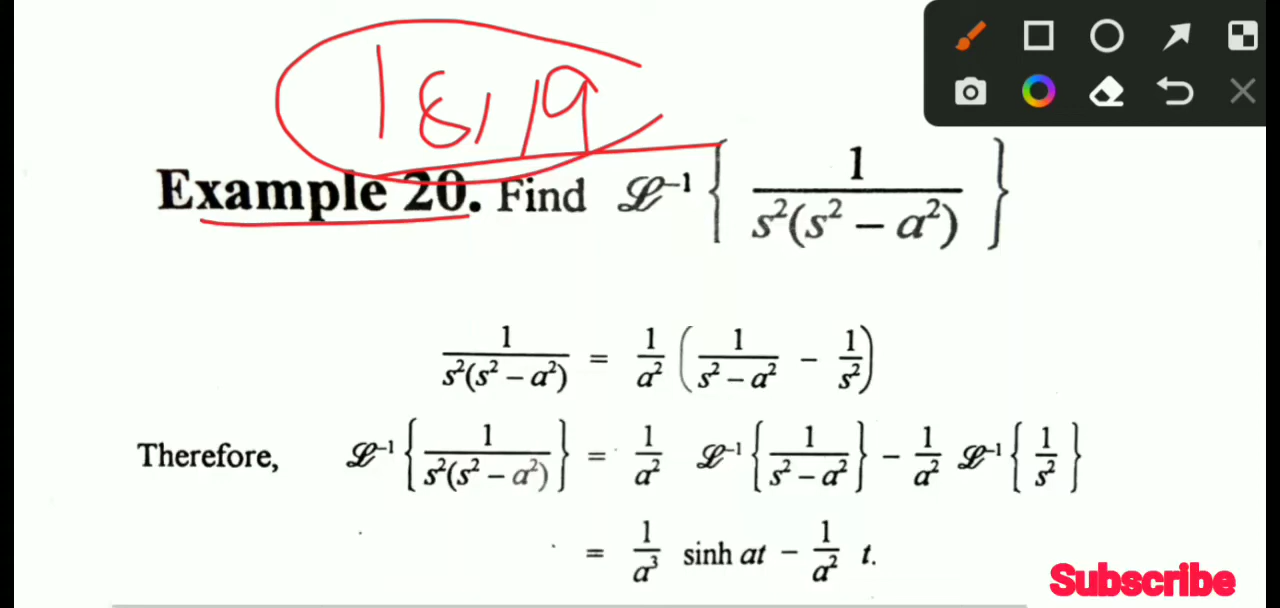 18,19
Example 20. Find ℒ⁻¹ { 1 / s²(s² – a²) }
1 / s²(s² – a²) = 1/a² ( 1 / s² – a² – 1/s² )
Therefore, ℒ⁻¹ { 1 / s²(s² – a²) } = 1/a² ℒ⁻¹ { 1 / s² – a² } – 1/a² ℒ⁻¹ { 1/s² }
= 1/a³ sinh at – 1/a² t.
Subscribe